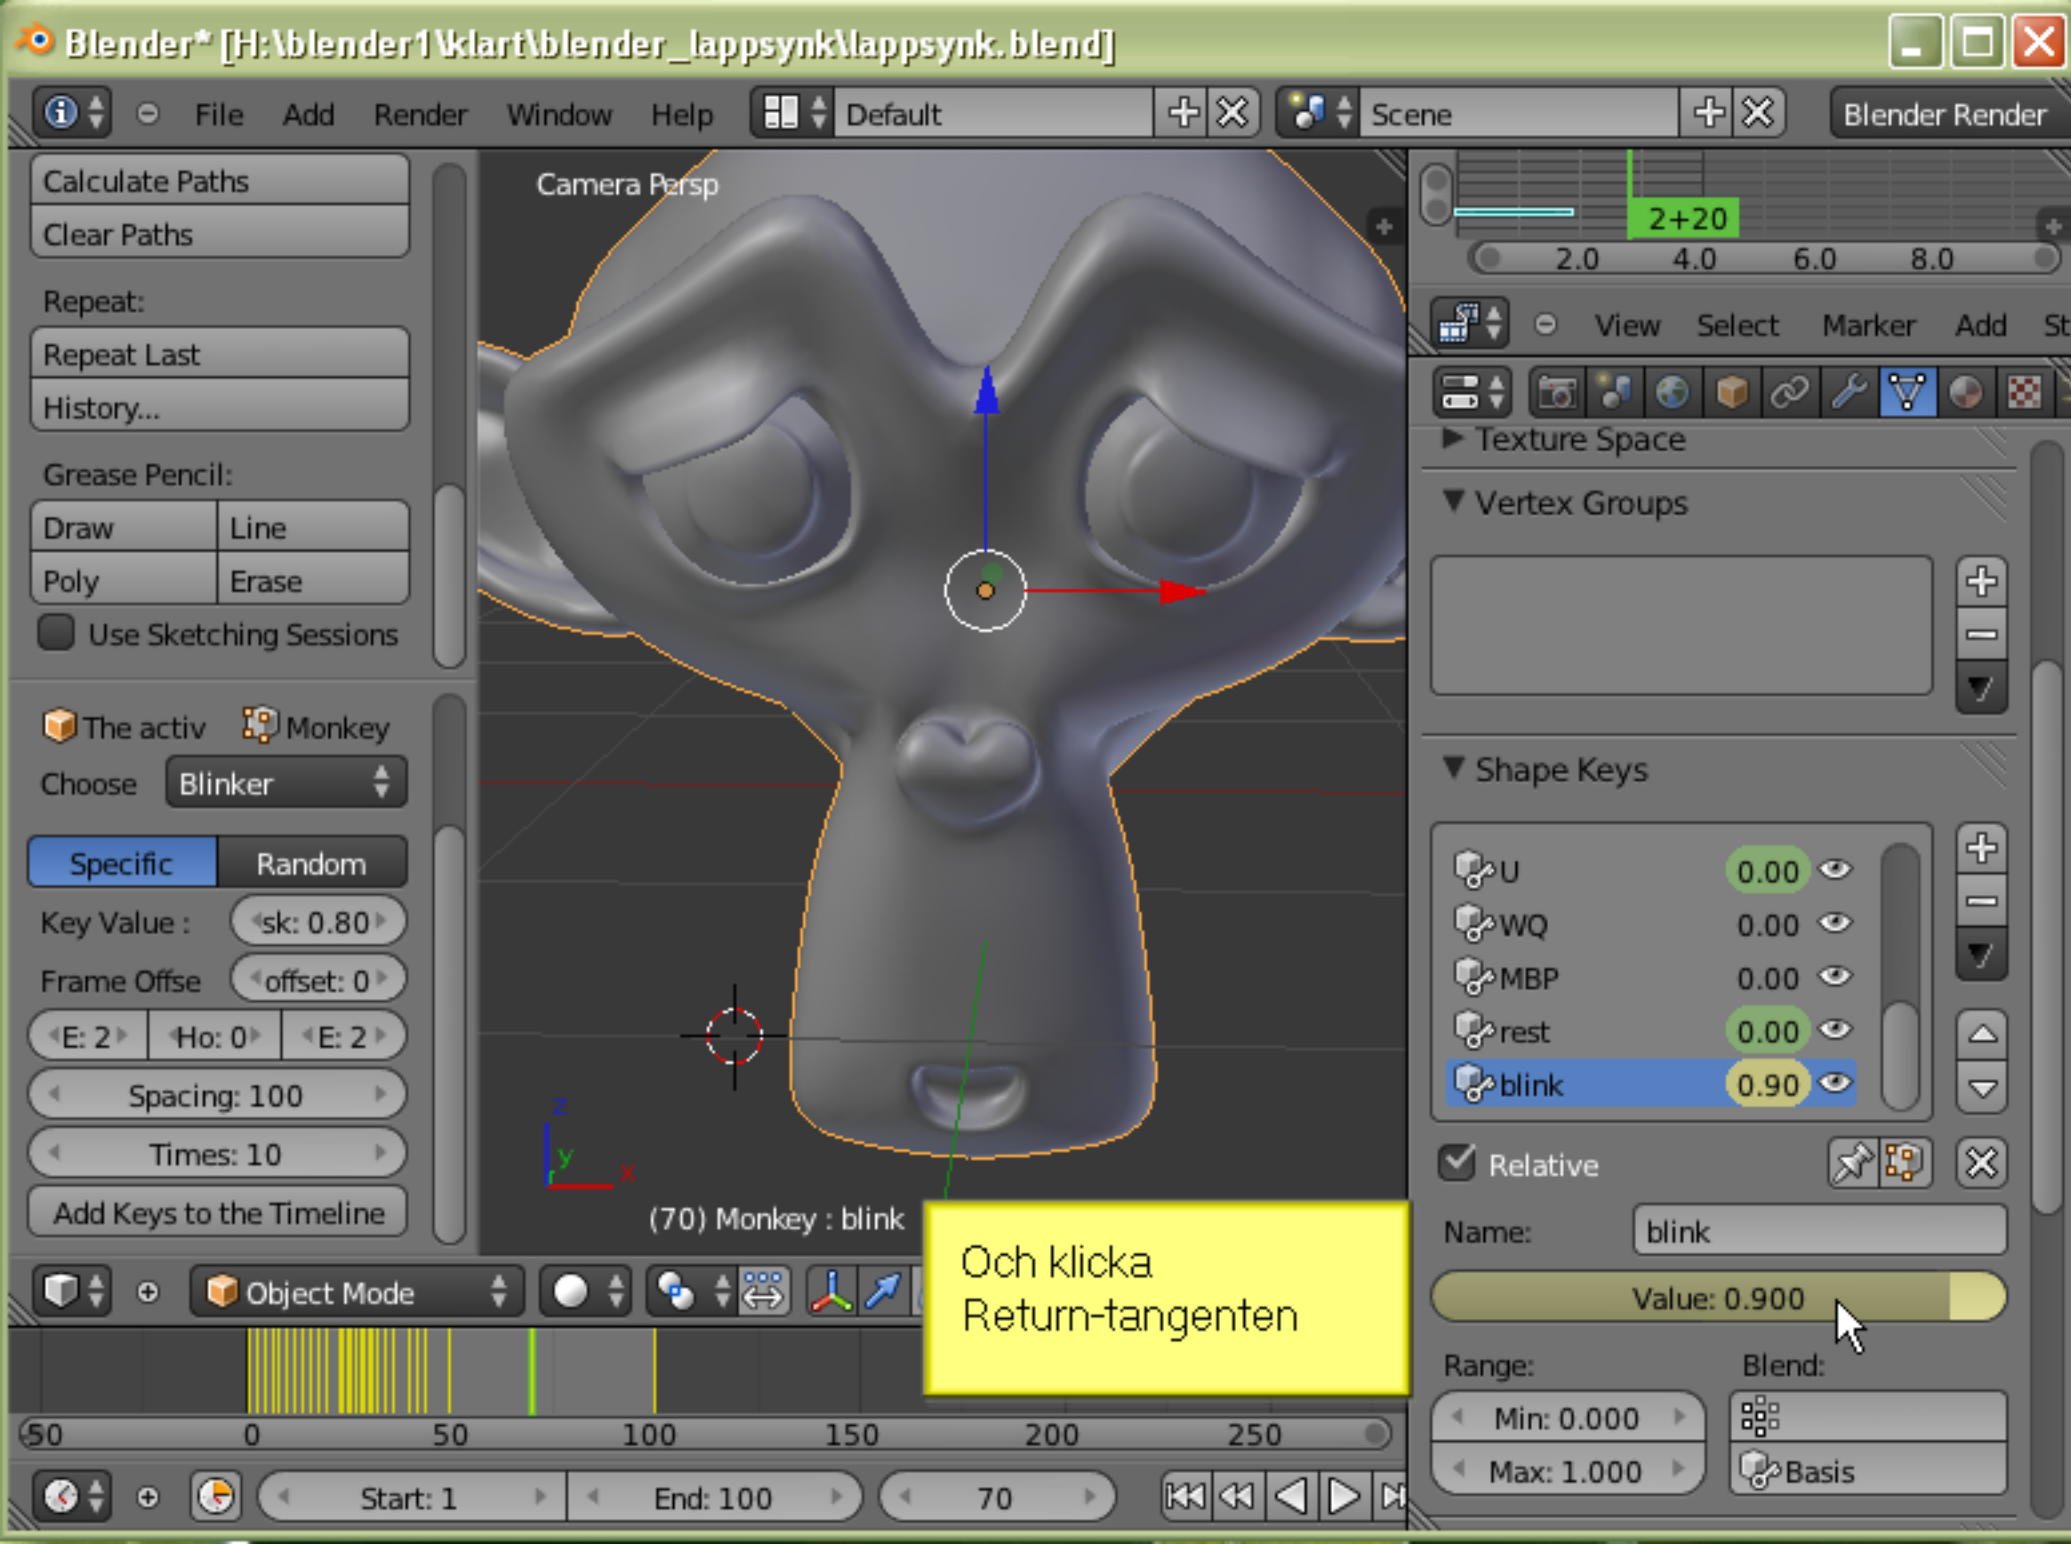 Blender* [H:\blender1\klart\blender_lappsynk\lappsynk.blend]
File Add Render Window Help Default Scene Blender Render
Calculate Paths
Clear Paths
Repeat:
Repeat Last
History...
Grease Pencil:
Draw Line
Poly Erase
Use Sketching Sessions
The activ Monkey
Choose Blinker
Specific Random
Key Value : sk: 0.80
Frame Offse offset: 0
E: 2 Ho: 0 E: 2
Spacing: 100
Times: 10
Add Keys to the Timeline
Camera Persp
z
y
x
(70) Monkey : blink
Och klicka
Return-tangenten
Object Mode
2+20
2.0 4.0 6.0 8.0
View Select Marker Add St
Texture Space
Vertex Groups
Shape Keys
U 0.00
WQ 0.00
MBP 0.00
rest 0.00
blink 0.90
Relative
Name: blink
Value: 0.900
Range: Blend:
Min: 0.000
Max: 1.000 Basis
-50 0 50 100 150 200 250
Start: 1 End: 100 70